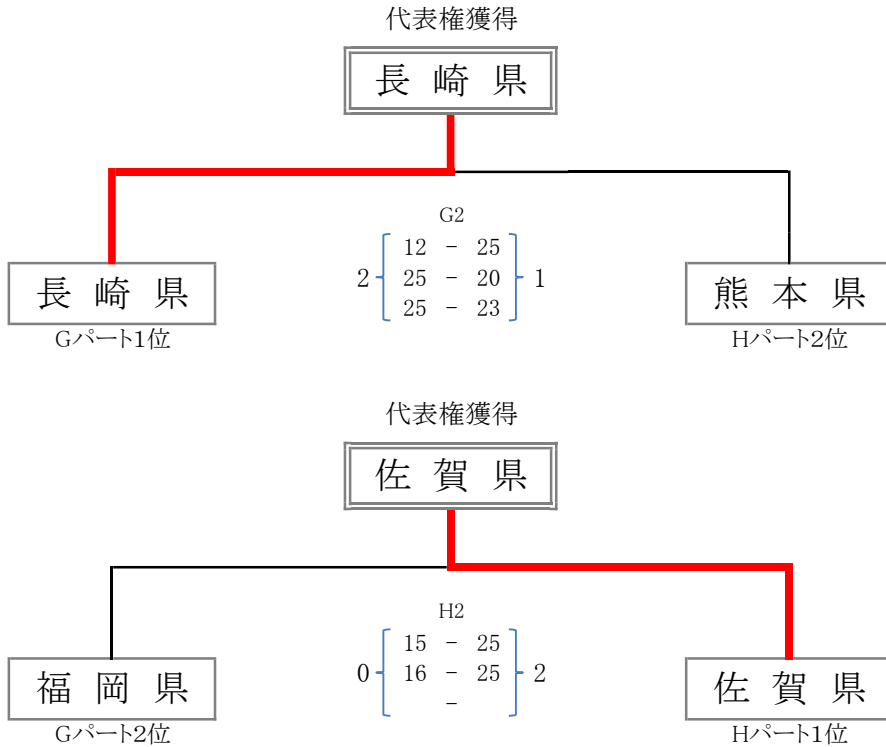 代表権獲得
長崎県
G2
12 - 25
2 25 - 20 1
25 - 23
長崎県 熊本県
Gパート1位 Hパート2位
代表権獲得
佐賀県
H2
15 - 25
0 16 - 25 2
-
福岡県 佐賀県
Gパート2位 Hパート1位